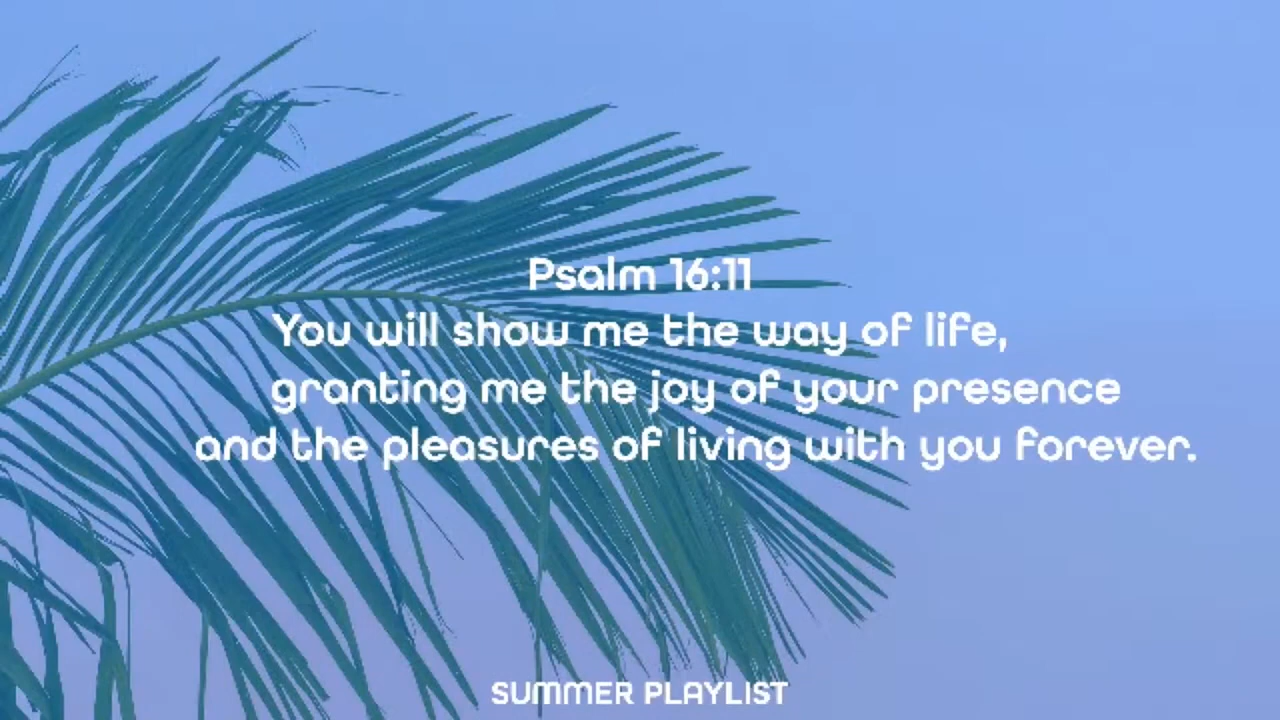 Psalm 16:11
You will show me the way of life,
granting me the joy of your presence
and the pleasures of living with you forever.
SUMMER PLAYLIST